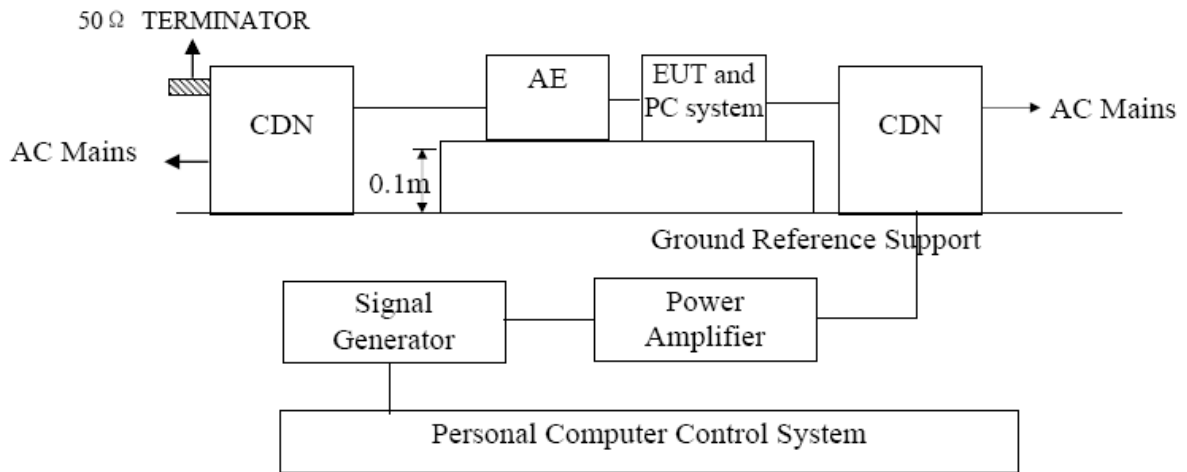 50Ω TERMINATOR
AE
EUT and
PC system
CDN
CDN
AC Mains
AC Mains
0.1m
Ground Reference Support
Signal
Generator
Power
Amplifier
Personal Computer Control System